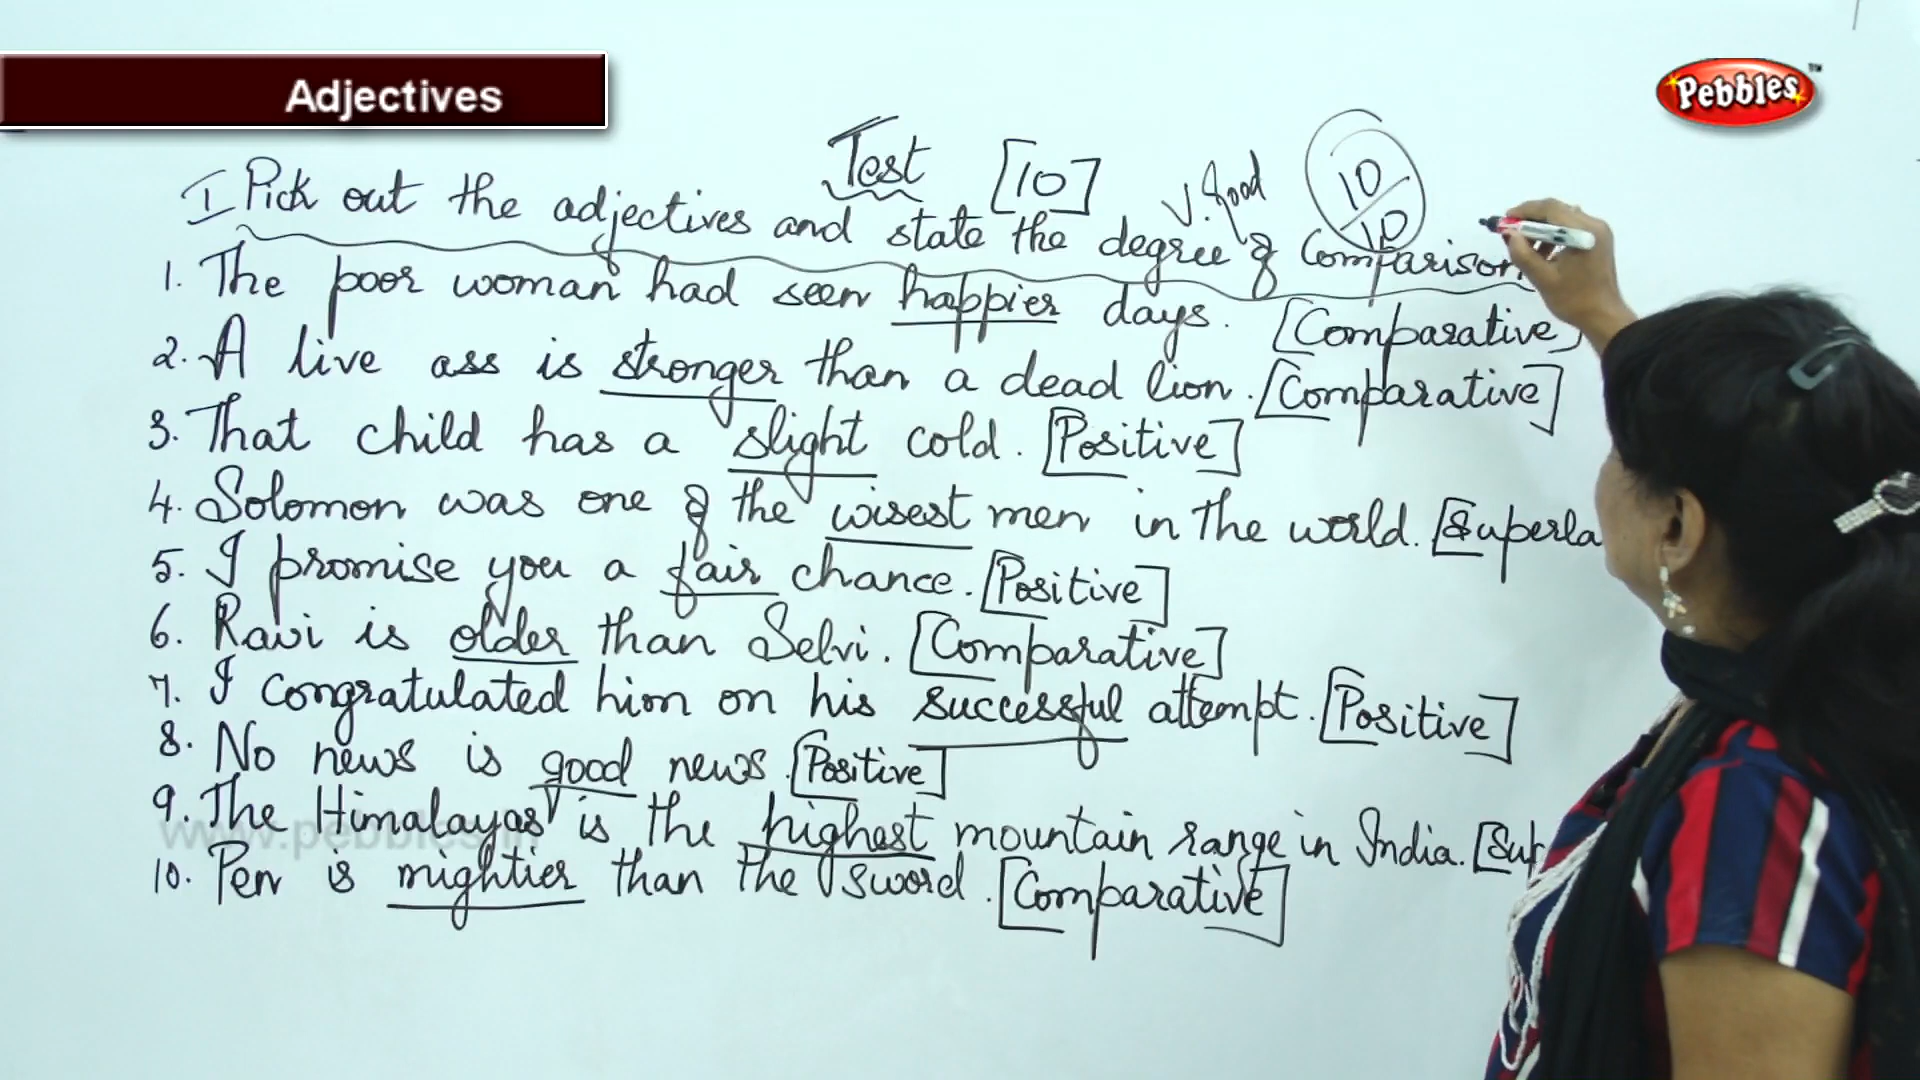 Adjectives
Pebbles™
Test [10] V. Good 10/10
I Pick out the adjectives and state the degree of Comparison
1. The poor woman had seen happier days. [Comparative]
2. A live ass is stronger than a dead lion. [Comparative]
3. That child has a slight cold. [Positive]
4. Solomon was one of the wisest men in the world. [Superla
5. I promise you a fair chance. [Positive]
6. Ravi is older than Selvi. [Comparative]
7. I congratulated him on his successful attempt. [Positive]
8. No news is good news. [Positive]
9. The Himalayas is the highest mountain range in India. [Sup
www.pebbles.in
10. Pen is mightier than the sword. [Comparative]